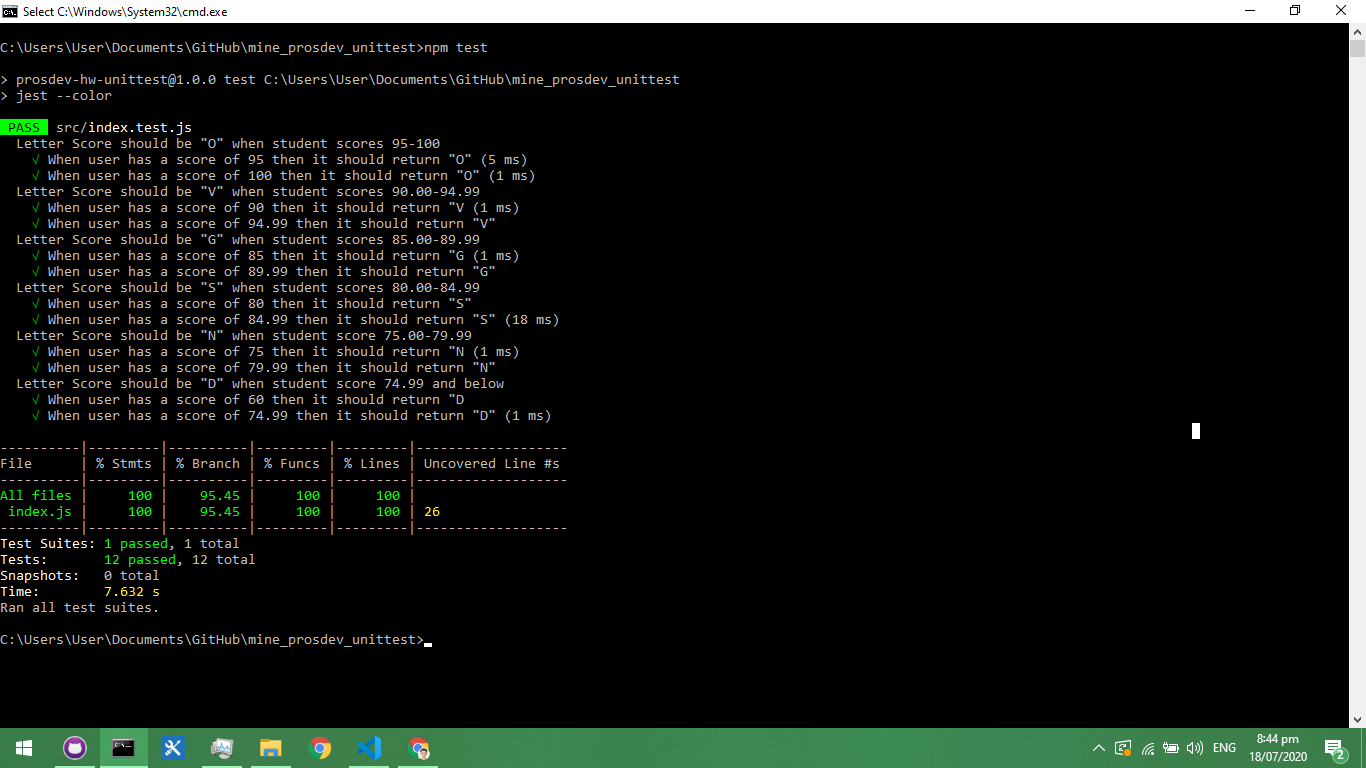 Select C:\Windows\System32\cmd.exe
C:\Users\User\Documents\GitHub\mine_prosdev_unittest>npm test
> prosdev-hw-unittest@1.0.0 test C:\Users\User\Documents\GitHub\mine_prosdev_unittest
> jest --color
PASS src/index.test.js
Letter Score should be "O" when student scores 95-100
√ When user has a score of 95 then it should return "O" (5 ms)
√ When user has a score of 100 then it should return "O" (1 ms)
Letter Score should be "V" when student scores 90.00-94.99
√ When user has a score of 90 then it should return "V (1 ms)
√ When user has a score of 94.99 then it should return "V"
Letter Score should be "G" when student scores 85.00-89.99
√ When user has a score of 85 then it should return "G (1 ms)
√ When user has a score of 89.99 then it should return "G"
Letter Score should be "S" when student scores 80.00-84.99
√ When user has a score of 80 then it should return "S"
√ When user has a score of 84.99 then it should return "S" (18 ms)
Letter Score should be "N" when student score 75.00-79.99
√ When user has a score of 75 then it should return "N (1 ms)
√ When user has a score of 79.99 then it should return "N"
Letter Score should be "D" when student score 74.99 and below
√ When user has a score of 60 then it should return "D
√ When user has a score of 74.99 then it should return "D" (1 ms)
----------|---------|----------|---------|---------|-------------------
File      | % Stmts | % Branch | % Funcs | % Lines | Uncovered Line #s
----------|---------|----------|---------|---------|-------------------
All files |     100 |    95.45 |     100 |     100 |
 index.js |     100 |    95.45 |     100 |     100 | 26
----------|---------|----------|---------|---------|-------------------
Test Suites: 1 passed, 1 total
Tests:       12 passed, 12 total
Snapshots:   0 total
Time:        7.632 s
Ran all test suites.
C:\Users\User\Documents\GitHub\mine_prosdev_unittest>
ENG
8:44 pm
18/07/2020
2